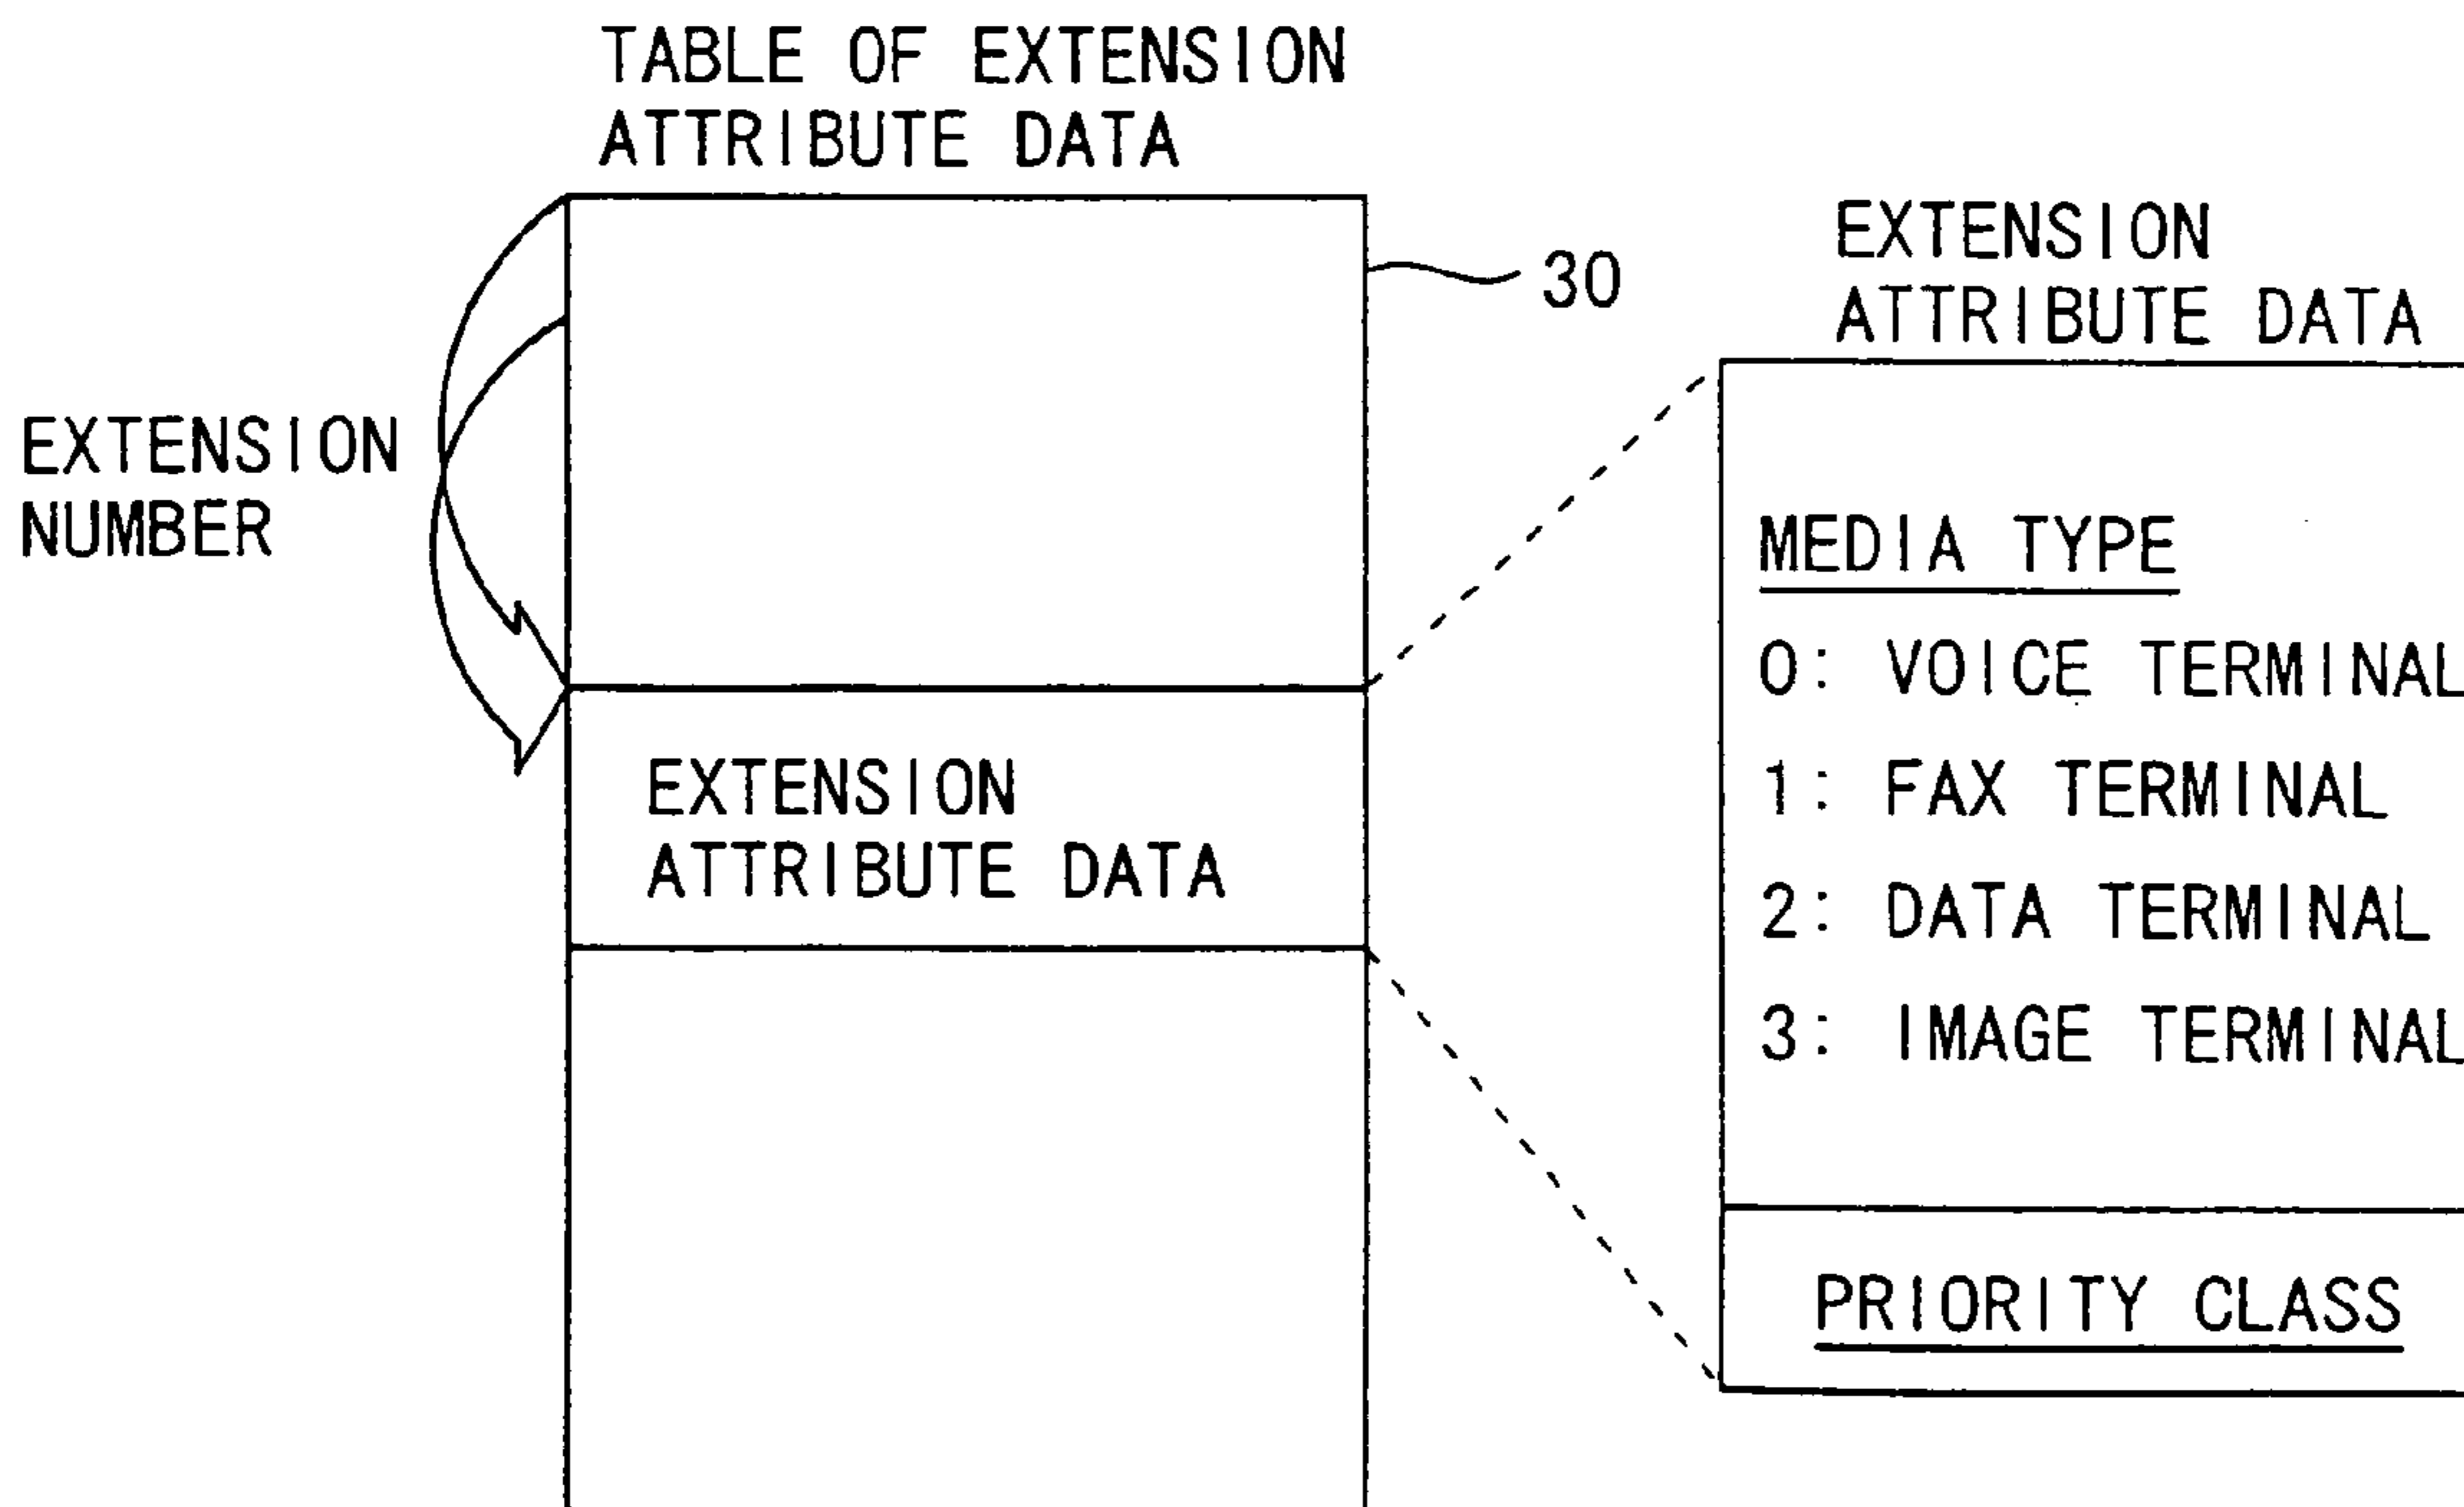 TABLE OF EXTENSION
ATTRIBUTE DATA
30
EXTENSION
NUMBER
EXTENSION
ATTRIBUTE DATA
EXTENSION
ATTRIBUTE DATA
MEDIA TYPE
0: VOICE TERMINAL
1: FAX TERMINAL
2: DATA TERMINAL
3: IMAGE TERMINAL
PRIORITY CLASS